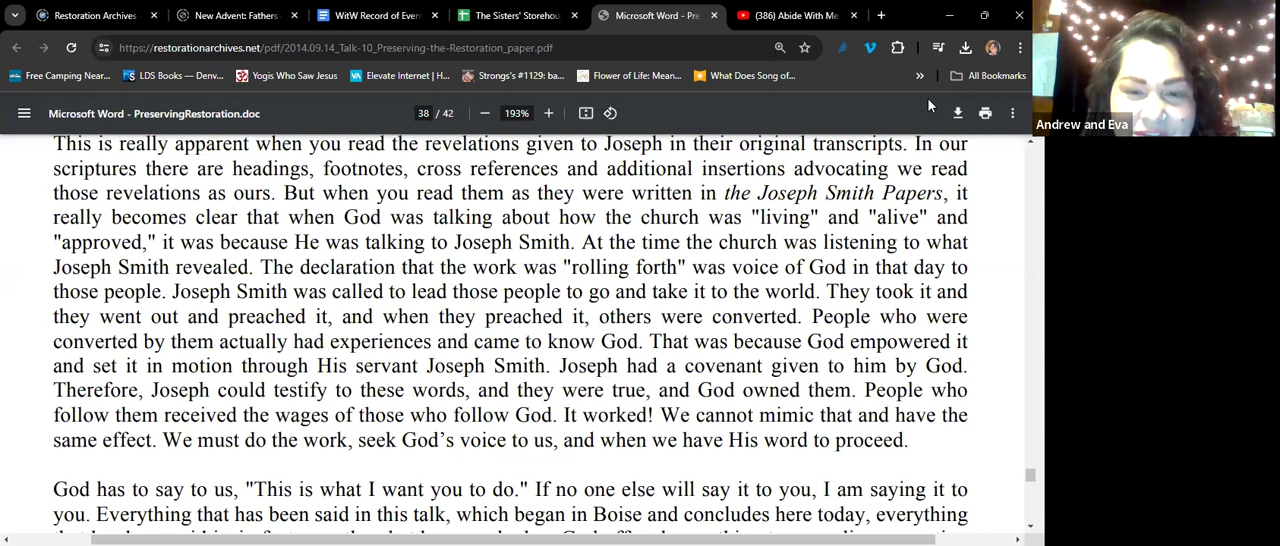 Restoration Archives -
New Advent: Fathers
WitW Record of Even
The Sisters' Storehou
Microsoft Word - Pre
(386) Abide With Me
https://restorationarchives.net/pdf/2014.09.14_Talk-10_Preserving-the-Restoration_paper.pdf
Free Camping Near...
LDS Books — Denv...
Yogis Who Saw Jesus
Elevate Internet | H...
Strongs's #1129: ba...
Flower of Life: Mean...
What Does Song of...
All Bookmarks
Microsoft Word - PreservingRestoration.doc
38 / 42
193%
Andrew and Eva
This is really apparent when you read the revelations given to Joseph in their original transcripts. In our
scriptures there are headings, footnotes, cross references and additional insertions advocating we read
those revelations as ours. But when you read them as they were written in the Joseph Smith Papers, it
really becomes clear that when God was talking about how the church was "living" and "alive" and
"approved," it was because He was talking to Joseph Smith. At the time the church was listening to what
Joseph Smith revealed. The declaration that the work was "rolling forth" was voice of God in that day to
those people. Joseph Smith was called to lead those people to go and take it to the world. They took it and
they went out and preached it, and when they preached it, others were converted. People who were
converted by them actually had experiences and came to know God. That was because God empowered it
and set it in motion through His servant Joseph Smith. Joseph had a covenant given to him by God.
Therefore, Joseph could testify to these words, and they were true, and God owned them. People who
follow them received the wages of those who follow God. It worked! We cannot mimic that and have the
same effect. We must do the work, seek God's voice to us, and when we have His word to proceed.
God has to say to us, "This is what I want you to do." If no one else will say it to you, I am saying it to
you. Everything that has been said in this talk, which began in Boise and concludes here today, everything